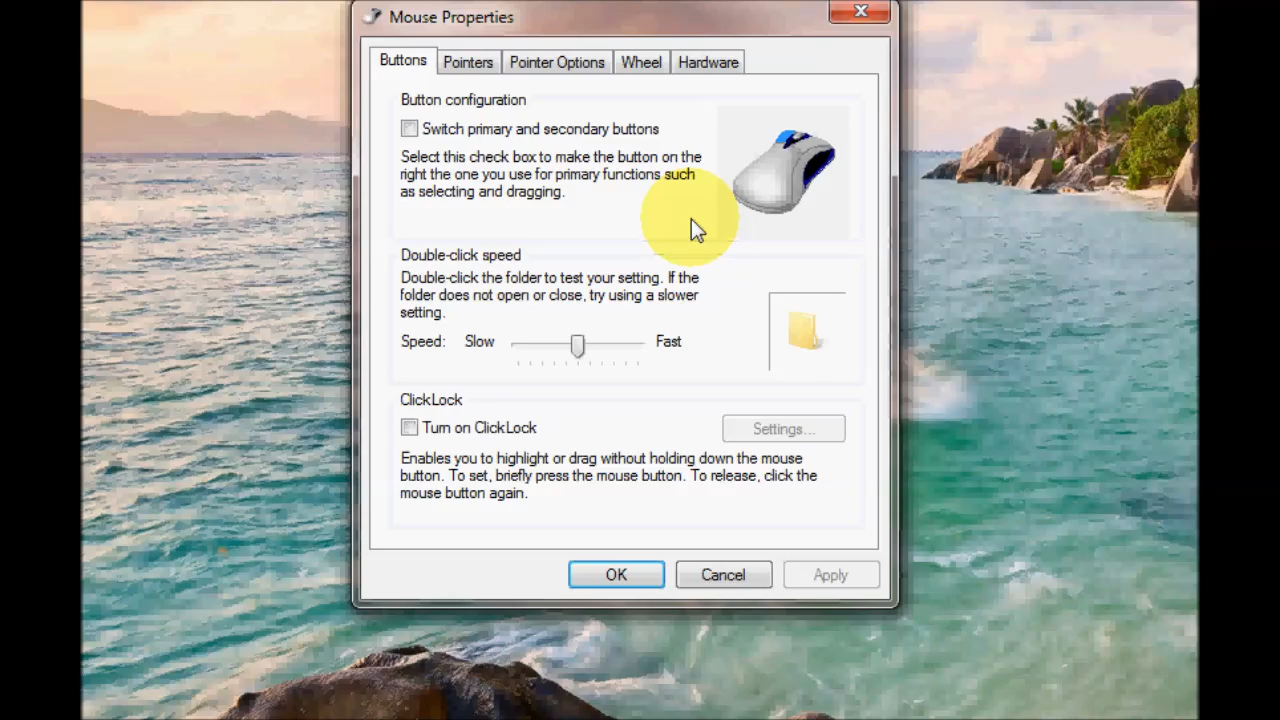 Mouse Properties
Buttons
Pointers
Pointer Options
Wheel
Hardware
Button configuration
Switch primary and secondary buttons
Select this check box to make the button on the
right the one you use for primary functions such
as selecting and dragging.
Double-click speed
Double-click the folder to test your setting. If the
folder does not open or close, try using a slower
setting.
Speed:
Slow
Fast
ClickLock
Turn on ClickLock
Settings...
Enables you to highlight or drag without holding down the mouse
button. To set, briefly press the mouse button. To release, click the
mouse button again.
OK
Cancel
Apply